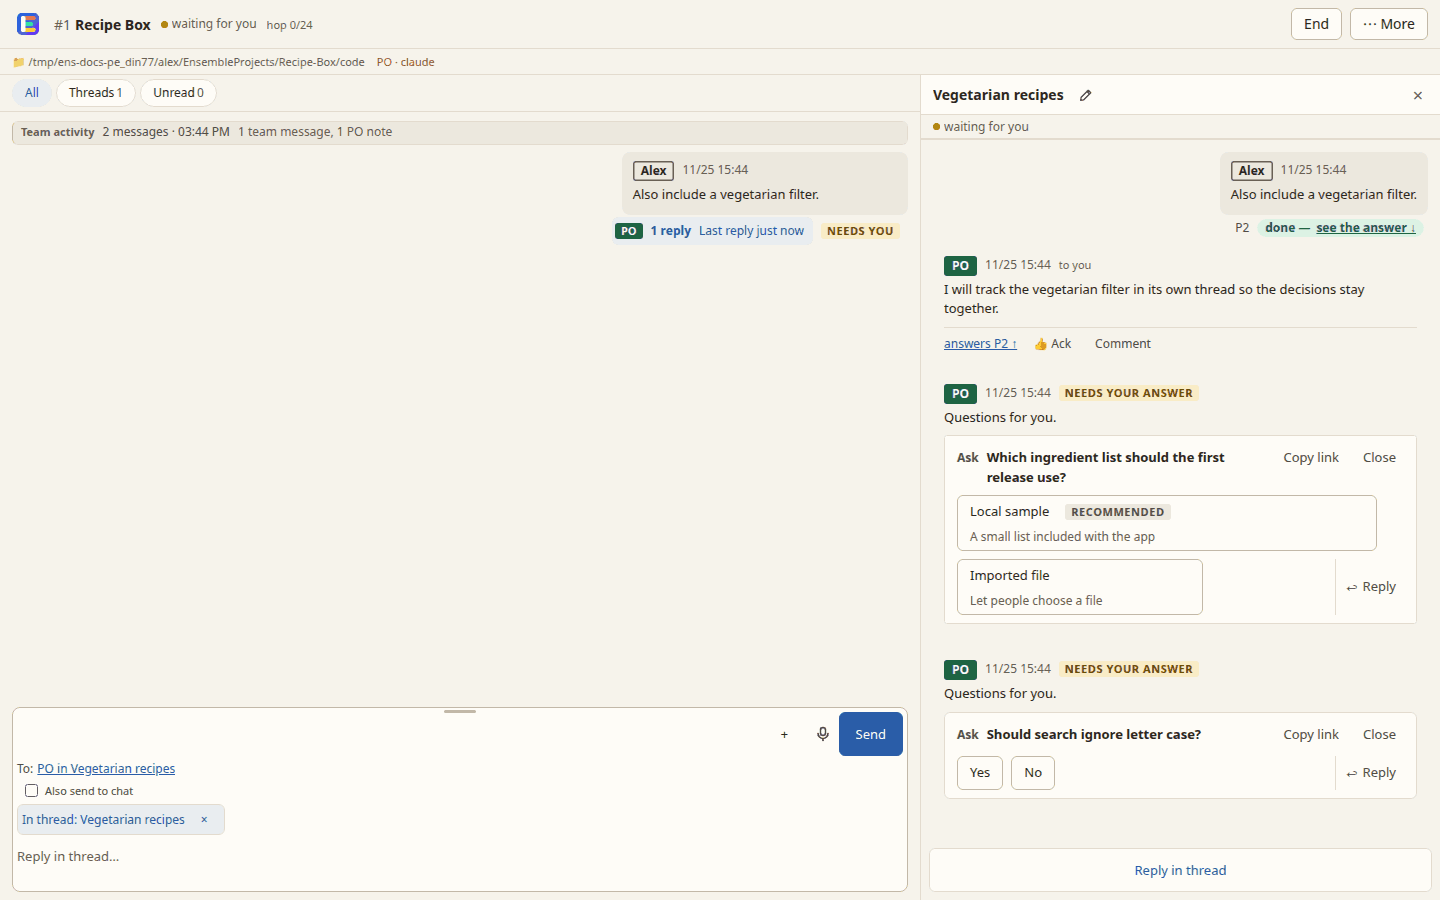 #1 Recipe Box waiting for you hop 0/24
End
··· More
/tmp/ens-docs-pe_din77/alex/EnsembleProjects/Recipe-Box/code PO · claude
All
Threads 1
Unread 0
Team activity 2 messages · 03:44 PM 1 team message, 1 PO note
Alex 11/25 15:44
Also include a vegetarian filter.
PO 1 reply Last reply just now NEEDS YOU
+
Send
To: PO in Vegetarian recipes
Also send to chat
In thread: Vegetarian recipes ×
Reply in thread...
Vegetarian recipes ×
waiting for you
Alex 11/25 15:44
Also include a vegetarian filter.
P2 done — see the answer ↓
PO 11/25 15:44 to you
I will track the vegetarian filter in its own thread so the decisions stay
together.
answers P2 ↑ 👍 Ack Comment
PO 11/25 15:44 NEEDS YOUR ANSWER
Questions for you.
Ask Which ingredient list should the first
release use?
Copy link Close
Local sample RECOMMENDED
A small list included with the app
Imported file
Let people choose a file
↩ Reply
PO 11/25 15:44 NEEDS YOUR ANSWER
Questions for you.
Ask Should search ignore letter case? Copy link Close
Yes No ↩ Reply
Reply in thread